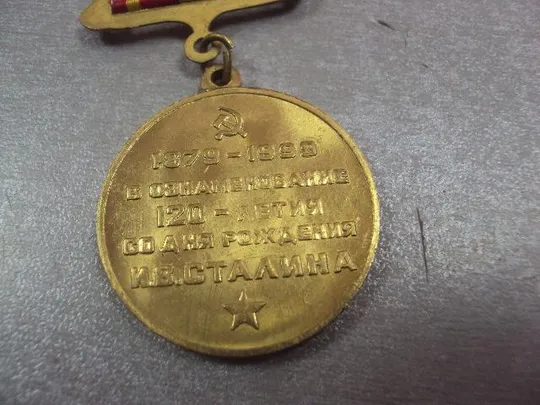 1879-1999
В ОЗНАМЕНОВАНИЕ
120-ЛЕТИЯ
СО ДНЯ РОЖДЕНИЯ
И.В.СТАЛИНА